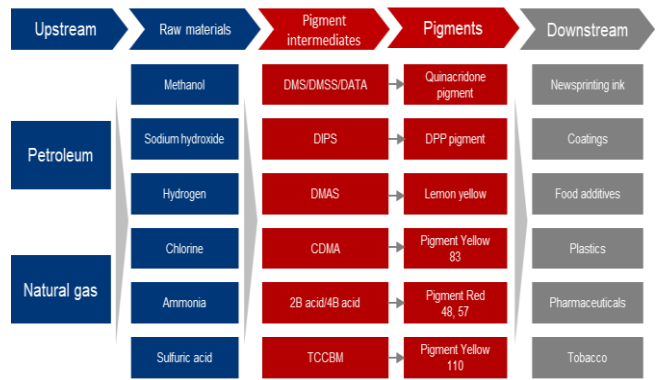 Upstream
Raw materials
Pigment
intermediates
Pigments
Downstream
Petroleum
Natural gas
Methanol
Sodium hydroxide
Hydrogen
Chlorine
Ammonia
Sulfuric acid
DMS/DMSS/DATA
DIPS
DMAS
CDMA
2B acid/4B acid
TCCBM
Quinacridone
pigment
DPP pigment
Lemon yellow
Pigment Yellow
83
Pigment Red
48, 57
Pigment Yellow
110
Newsprinting ink
Coatings
Food additives
Plastics
Pharmaceuticals
Tobacco